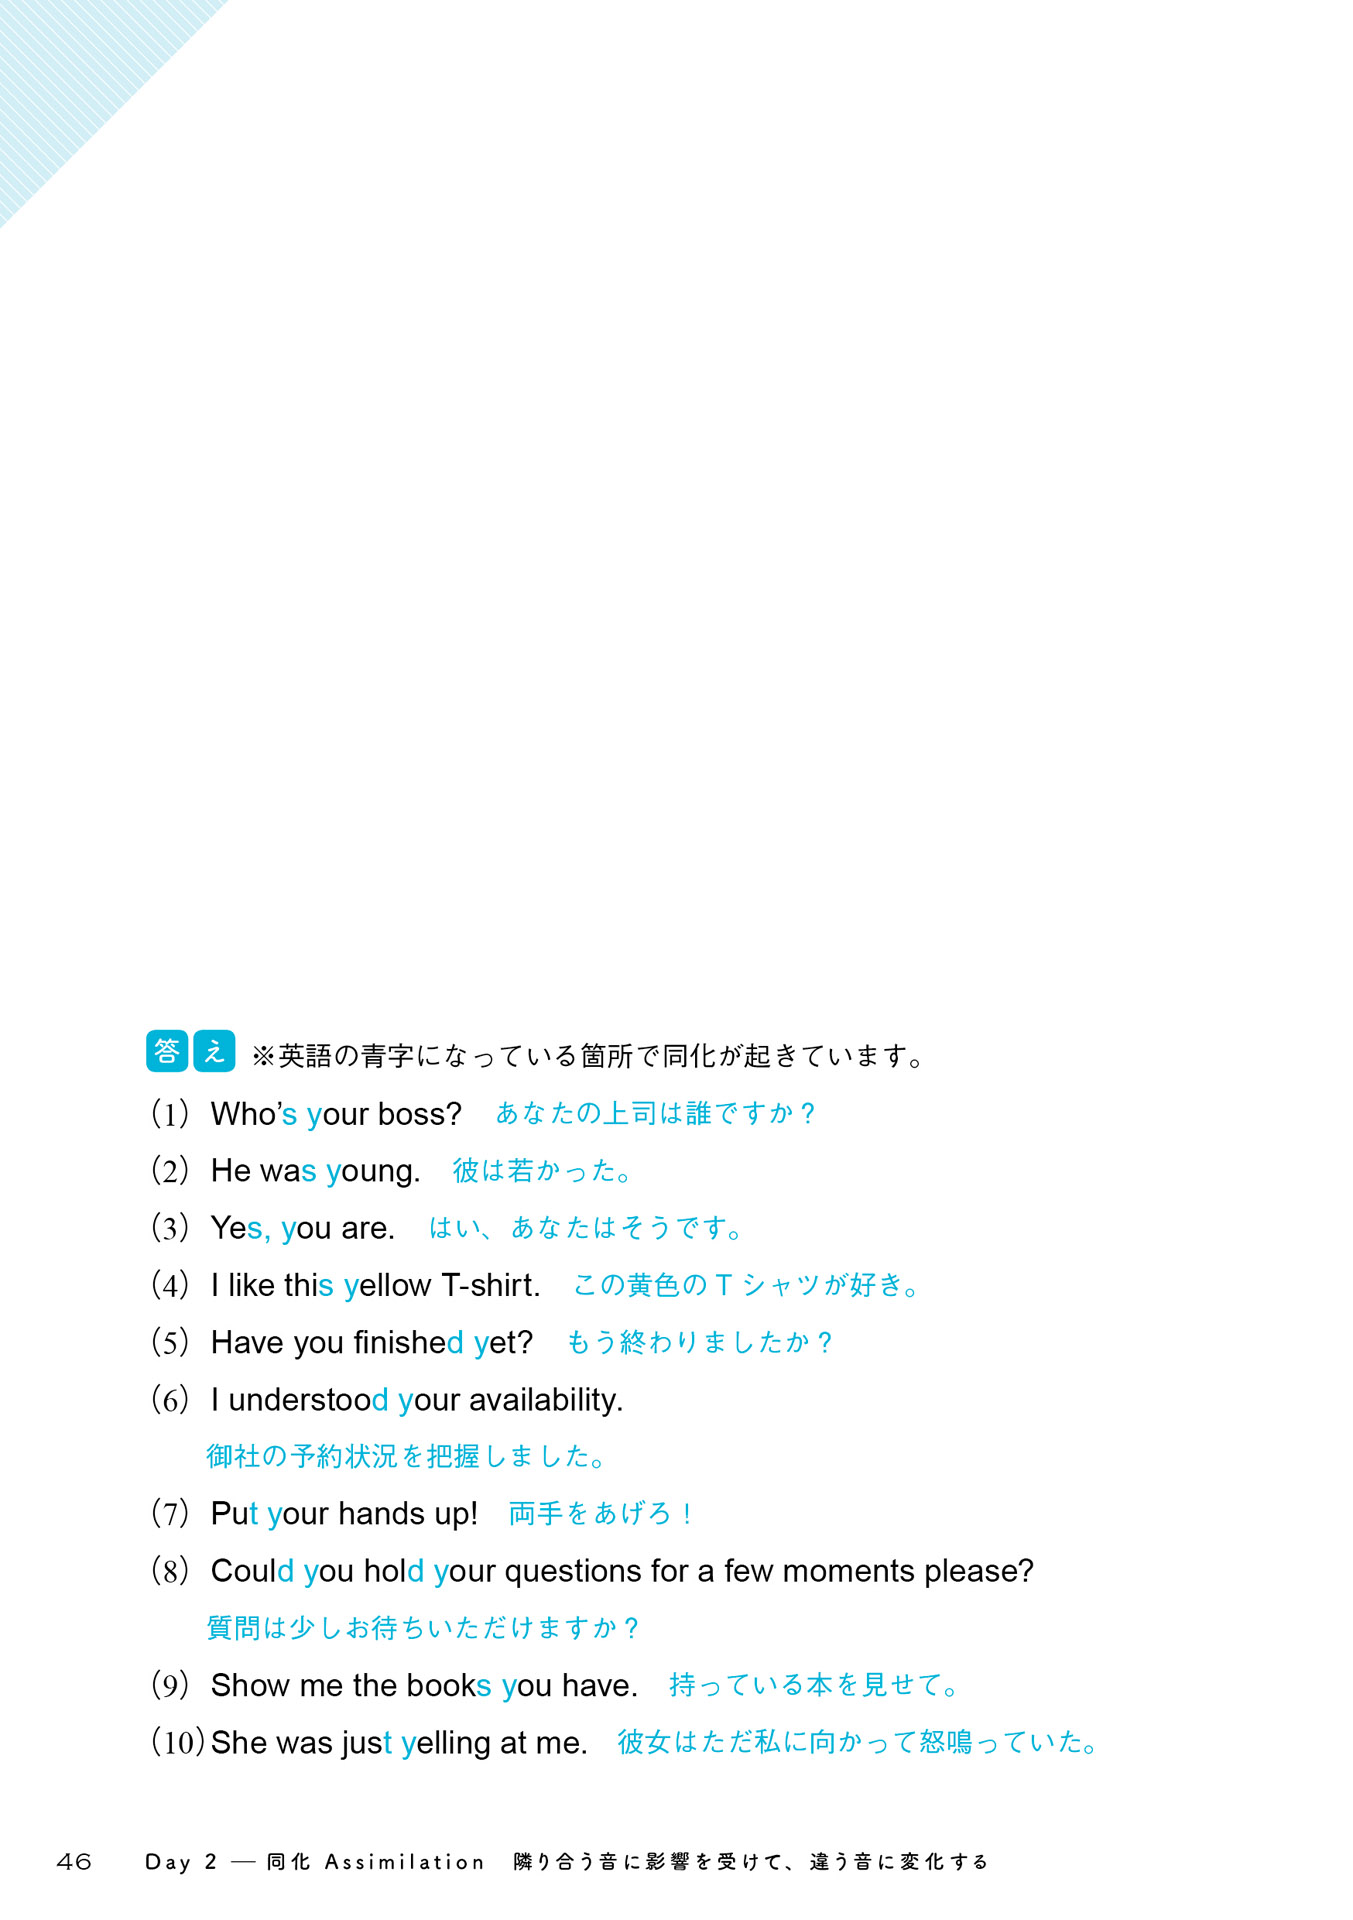 答え ※英語の青字になっている箇所で同化が起きています。
(1) Who’s your boss? あなたの上司は誰ですか？
(2) He was young. 彼は若かった。
(3) Yes, you are. はい、あなたはそうです。
(4) I like this yellow T-shirt. この黄色の T シャツが好き。
(5) Have you finished yet? もう終わりましたか？
(6) I understood your availability.
御社の予約状況を把握しました。
(7) Put your hands up! 両手をあげろ！
(8) Could you hold your questions for a few moments please?
質問は少しお待ちいただけますか？
(9) Show me the books you have. 持っている本を見せて。
(10) She was just yelling at me. 彼女はただ私に向かって怒鳴っていた。
46 Day 2 — 同化 Assimilation 隣り合う音に影響を受けて、違う音に変化する